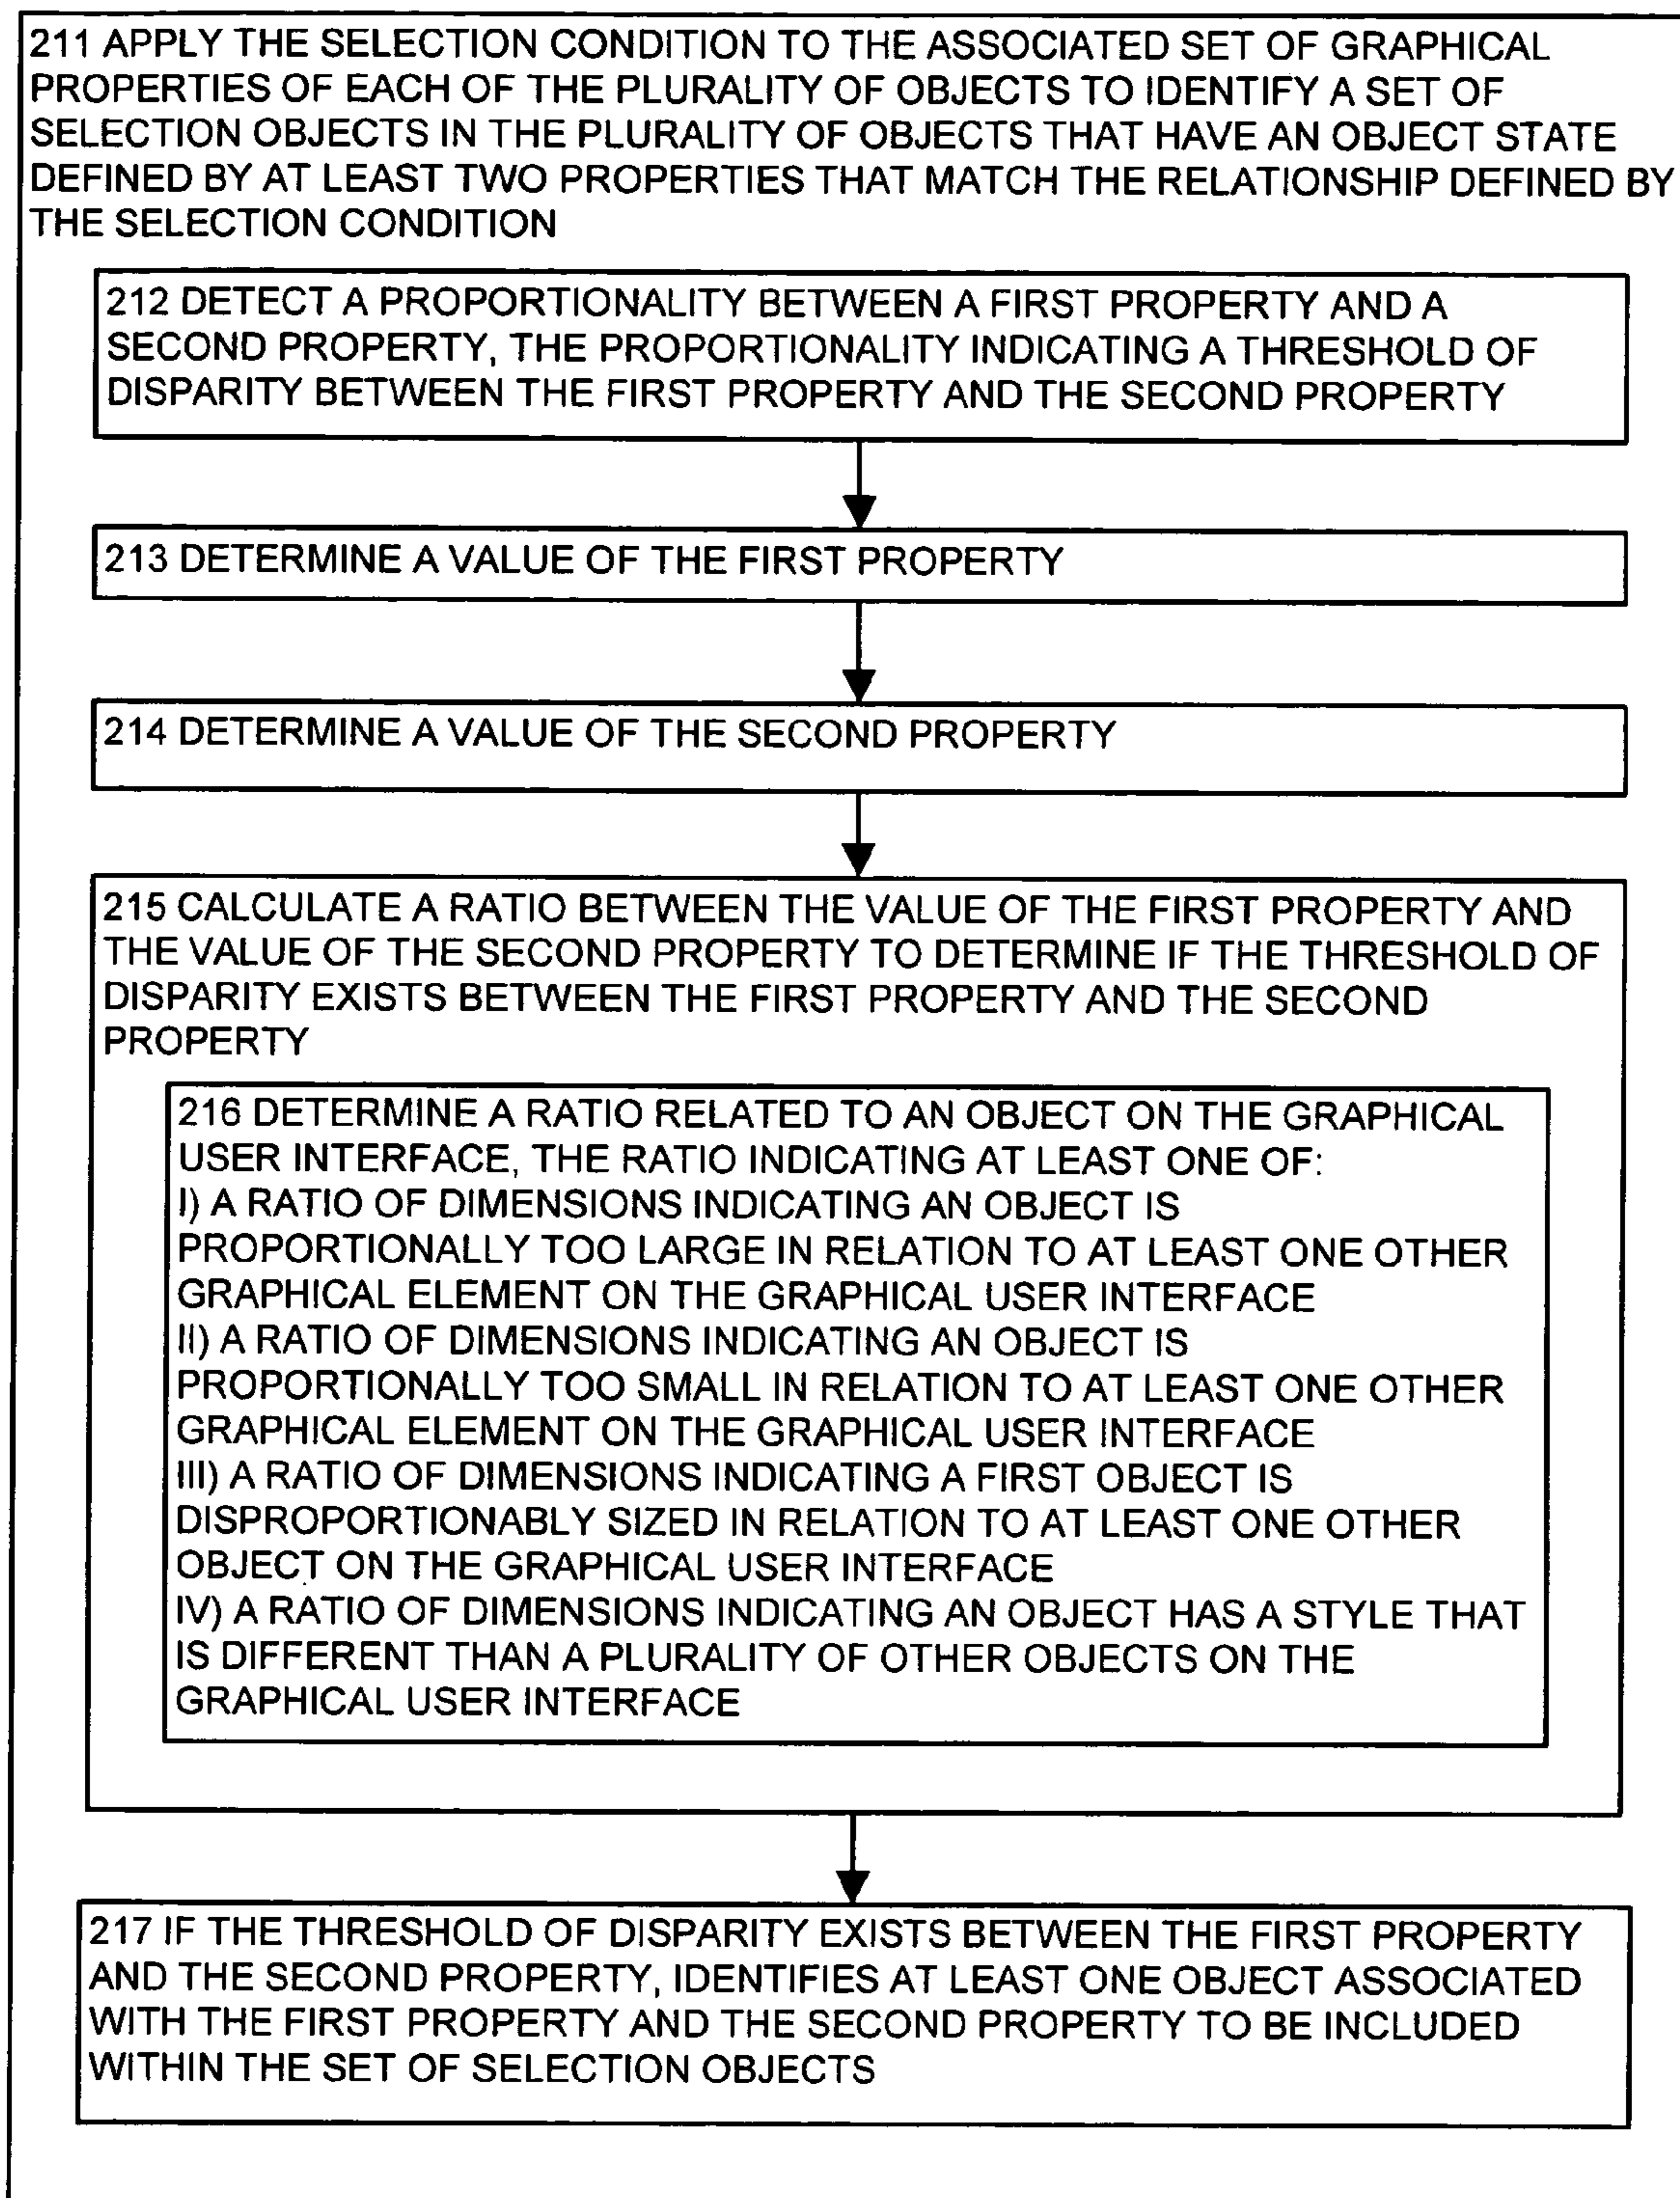 211 APPLY THE SELECTION CONDITION TO THE ASSOCIATED SET OF GRAPHICAL
PROPERTIES OF EACH OF THE PLURALITY OF OBJECTS TO IDENTIFY A SET OF
SELECTION OBJECTS IN THE PLURALITY OF OBJECTS THAT HAVE AN OBJECT STATE
DEFINED BY AT LEAST TWO PROPERTIES THAT MATCH THE RELATIONSHIP DEFINED BY
THE SELECTION CONDITION
212 DETECT A PROPORTIONALITY BETWEEN A FIRST PROPERTY AND A
SECOND PROPERTY, THE PROPORTIONALITY INDICATING A THRESHOLD OF
DISPARITY BETWEEN THE FIRST PROPERTY AND THE SECOND PROPERTY
213 DETERMINE A VALUE OF THE FIRST PROPERTY
214 DETERMINE A VALUE OF THE SECOND PROPERTY
215 CALCULATE A RATIO BETWEEN THE VALUE OF THE FIRST PROPERTY AND
THE VALUE OF THE SECOND PROPERTY TO DETERMINE IF THE THRESHOLD OF
DISPARITY EXISTS BETWEEN THE FIRST PROPERTY AND THE SECOND
PROPERTY
216 DETERMINE A RATIO RELATED TO AN OBJECT ON THE GRAPHICAL
USER INTERFACE, THE RATIO INDICATING AT LEAST ONE OF:
I) A RATIO OF DIMENSIONS INDICATING AN OBJECT IS
PROPORTIONALLY TOO LARGE IN RELATION TO AT LEAST ONE OTHER
GRAPHICAL ELEMENT ON THE GRAPHICAL USER INTERFACE
II) A RATIO OF DIMENSIONS INDICATING AN OBJECT IS
PROPORTIONALLY TOO SMALL IN RELATION TO AT LEAST ONE OTHER
GRAPHICAL ELEMENT ON THE GRAPHICAL USER INTERFACE
III) A RATIO OF DIMENSIONS INDICATING A FIRST OBJECT IS
DISPROPORTIONABLY SIZED IN RELATION TO AT LEAST ONE OTHER
OBJECT ON THE GRAPHICAL USER INTERFACE
IV) A RATIO OF DIMENSIONS INDICATING AN OBJECT HAS A STYLE THAT
IS DIFFERENT THAN A PLURALITY OF OTHER OBJECTS ON THE
GRAPHICAL USER INTERFACE
217 IF THE THRESHOLD OF DISPARITY EXISTS BETWEEN THE FIRST PROPERTY
AND THE SECOND PROPERTY, IDENTIFIES AT LEAST ONE OBJECT ASSOCIATED
WITH THE FIRST PROPERTY AND THE SECOND PROPERTY TO BE INCLUDED
WITHIN THE SET OF SELECTION OBJECTS